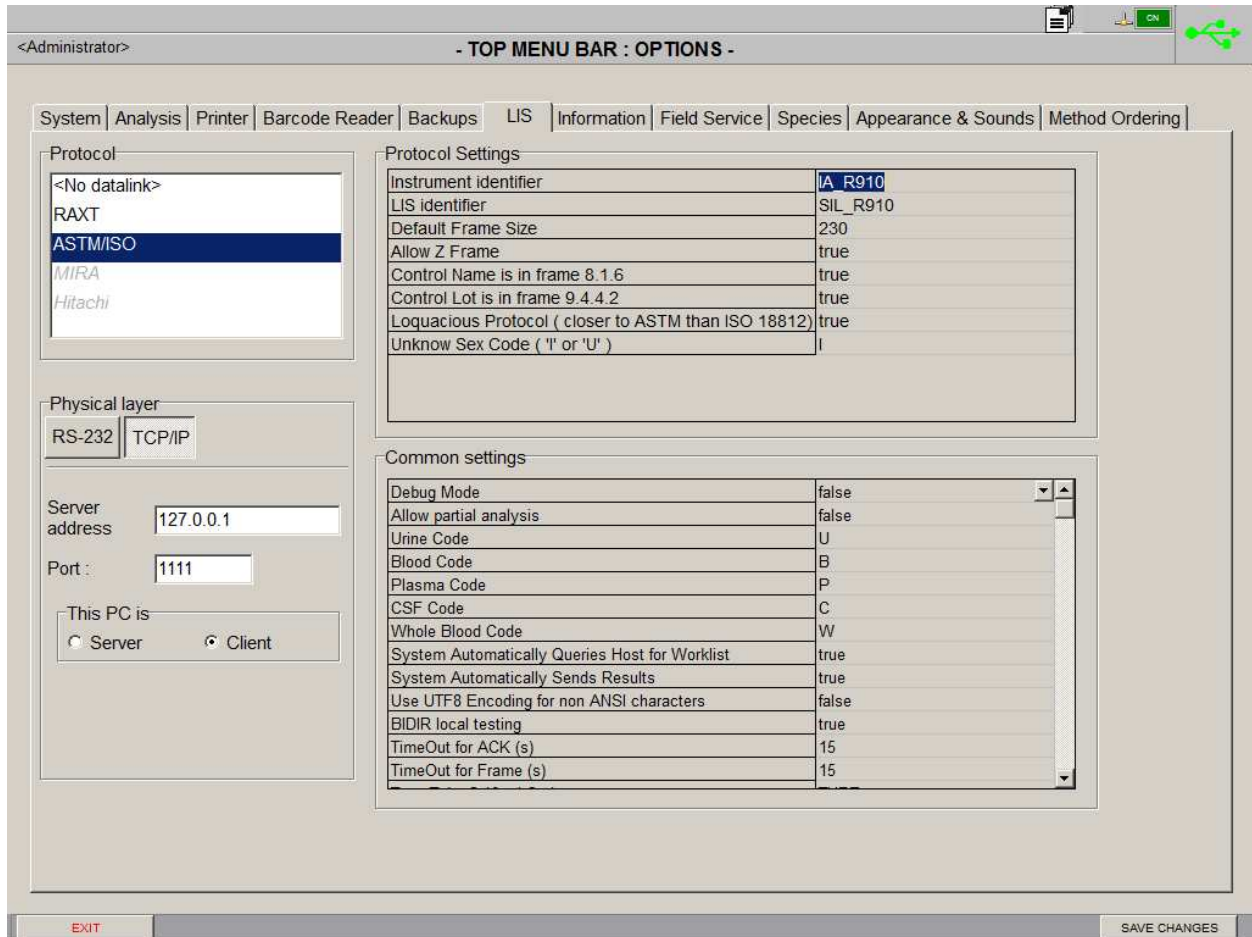 ON
<Administrator>
- TOP MENU BAR : OPTIONS -
System Analysis Printer Barcode Reader Backups LIS Information Field Service Species Appearance & Sounds Method Ordering
Protocol
<No datalink>
RAXT
ASTM/ISO
MIRA
Hitachi
Physical layer
RS-232 TCP/IP
Server address 127.0.0.1
Port : 1111
This PC is
Server Client
Protocol Settings
Instrument identifier IA_R910
LIS identifier SIL_R910
Default Frame Size 230
Allow Z Frame true
Control Name is in frame 8.1.6 true
Control Lot is in frame 9.4.4.2 true
Loquacious Protocol ( closer to ASTM than ISO 18812) true
Unknow Sex Code ( 'I' or 'U' ) I
Common settings
Debug Mode false
Allow partial analysis false
Urine Code U
Blood Code B
Plasma Code P
CSF Code C
Whole Blood Code W
System Automatically Queries Host for Worklist true
System Automatically Sends Results true
Use UTF8 Encoding for non ANSI characters false
BIDIR local testing true
TimeOut for ACK (s) 15
TimeOut for Frame (s) 15
EXIT SAVE CHANGES